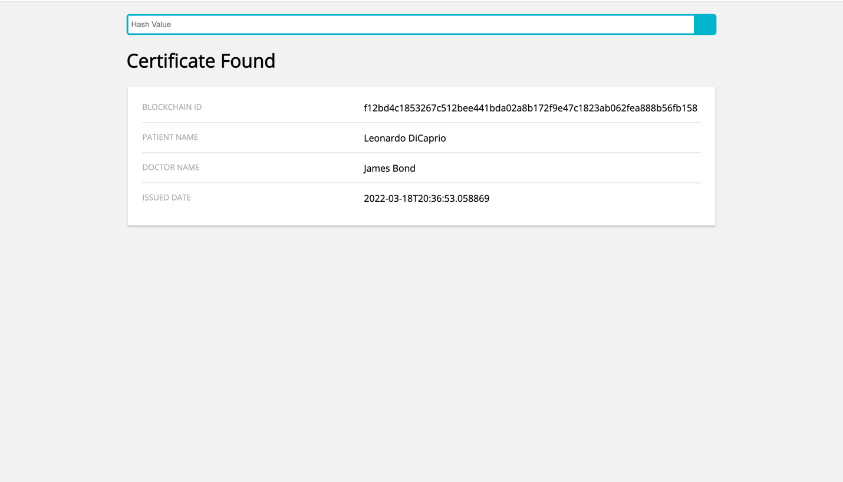 Hash Value
Certificate Found
BLOCKCHAIN ID f12bd4c1853267c512bee441bda02a8b172f9e47c1823ab062fea888b56fb158
PATIENT NAME Leonardo DiCaprio
DOCTOR NAME James Bond
ISSUED DATE 2022-03-18T20:36:53.058869